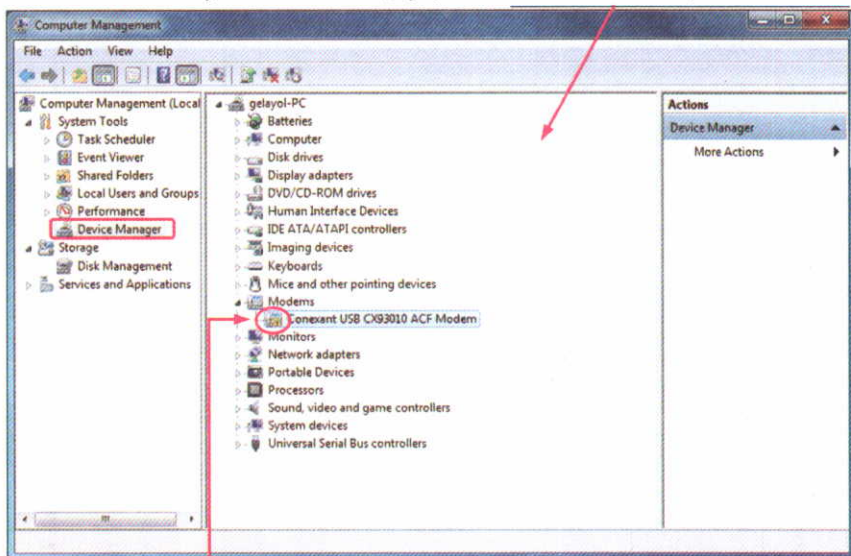 Computer Management
File Action View Help
Computer Management (Local
System Tools
Task Scheduler
Event Viewer
Shared Folders
Local Users and Groups
Performance
Device Manager
Storage
Disk Management
Services and Applications
gelayol-PC
Batteries
Computer
Disk drives
Display adapters
DVD/CD-ROM drives
Human Interface Devices
IDE ATA/ATAPI controllers
Imaging devices
Keyboards
Mice and other pointing devices
Modems
Conexant USB CX93010 ACF Modem
Monitors
Network adapters
Portable Devices
Processors
Sound, video and game controllers
System devices
Universal Serial Bus controllers
Actions
Device Manager
More Actions